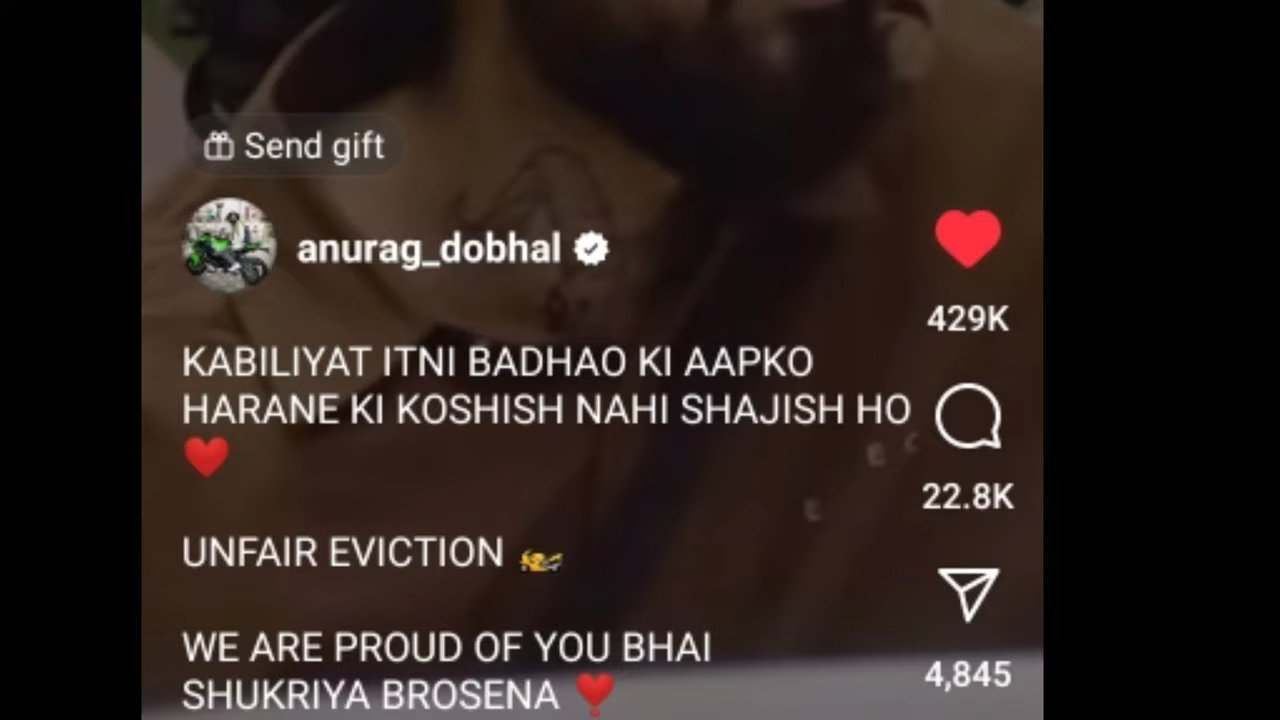 Send gift
anurag_dobhal
429K
KABILIYAT ITNI BADHAO KI AAPKO
HARANE KI KOSHISH NAHI SHAJISH HO
❤️
22.8K
UNFAIR EVICTION
WE ARE PROUD OF YOU BHAI
SHUKRIYA BROSENA ❣️
4,845